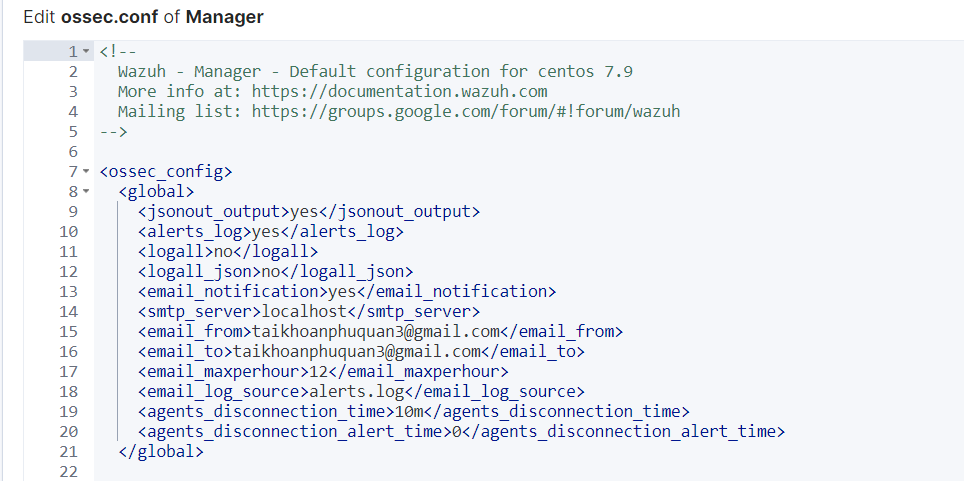 Edit ossec.conf of Manager
1 <!--
2 Wazuh - Manager - Default configuration for centos 7.9
3 More info at: https://documentation.wazuh.com
4 Mailing list: https://groups.google.com/forum/#!forum/wazuh
5 -->
6
7 <ossec_config>
8 <global>
9 <jsonout_output>yes</jsonout_output>
10 <alerts_log>yes</alerts_log>
11 <logall>no</logall>
12 <logall_json>no</logall_json>
13 <email_notification>yes</email_notification>
14 <smtp_server>localhost</smtp_server>
15 <email_from>taikhoanphuquan3@gmail.com</email_from>
16 <email_to>taikhoanphuquan3@gmail.com</email_to>
17 <email_maxperhour>12</email_maxperhour>
18 <email_log_source>alerts.log</email_log_source>
19 <agents_disconnection_time>10m</agents_disconnection_time>
20 <agents_disconnection_alert_time>0</agents_disconnection_alert_time>
21 </global>
22